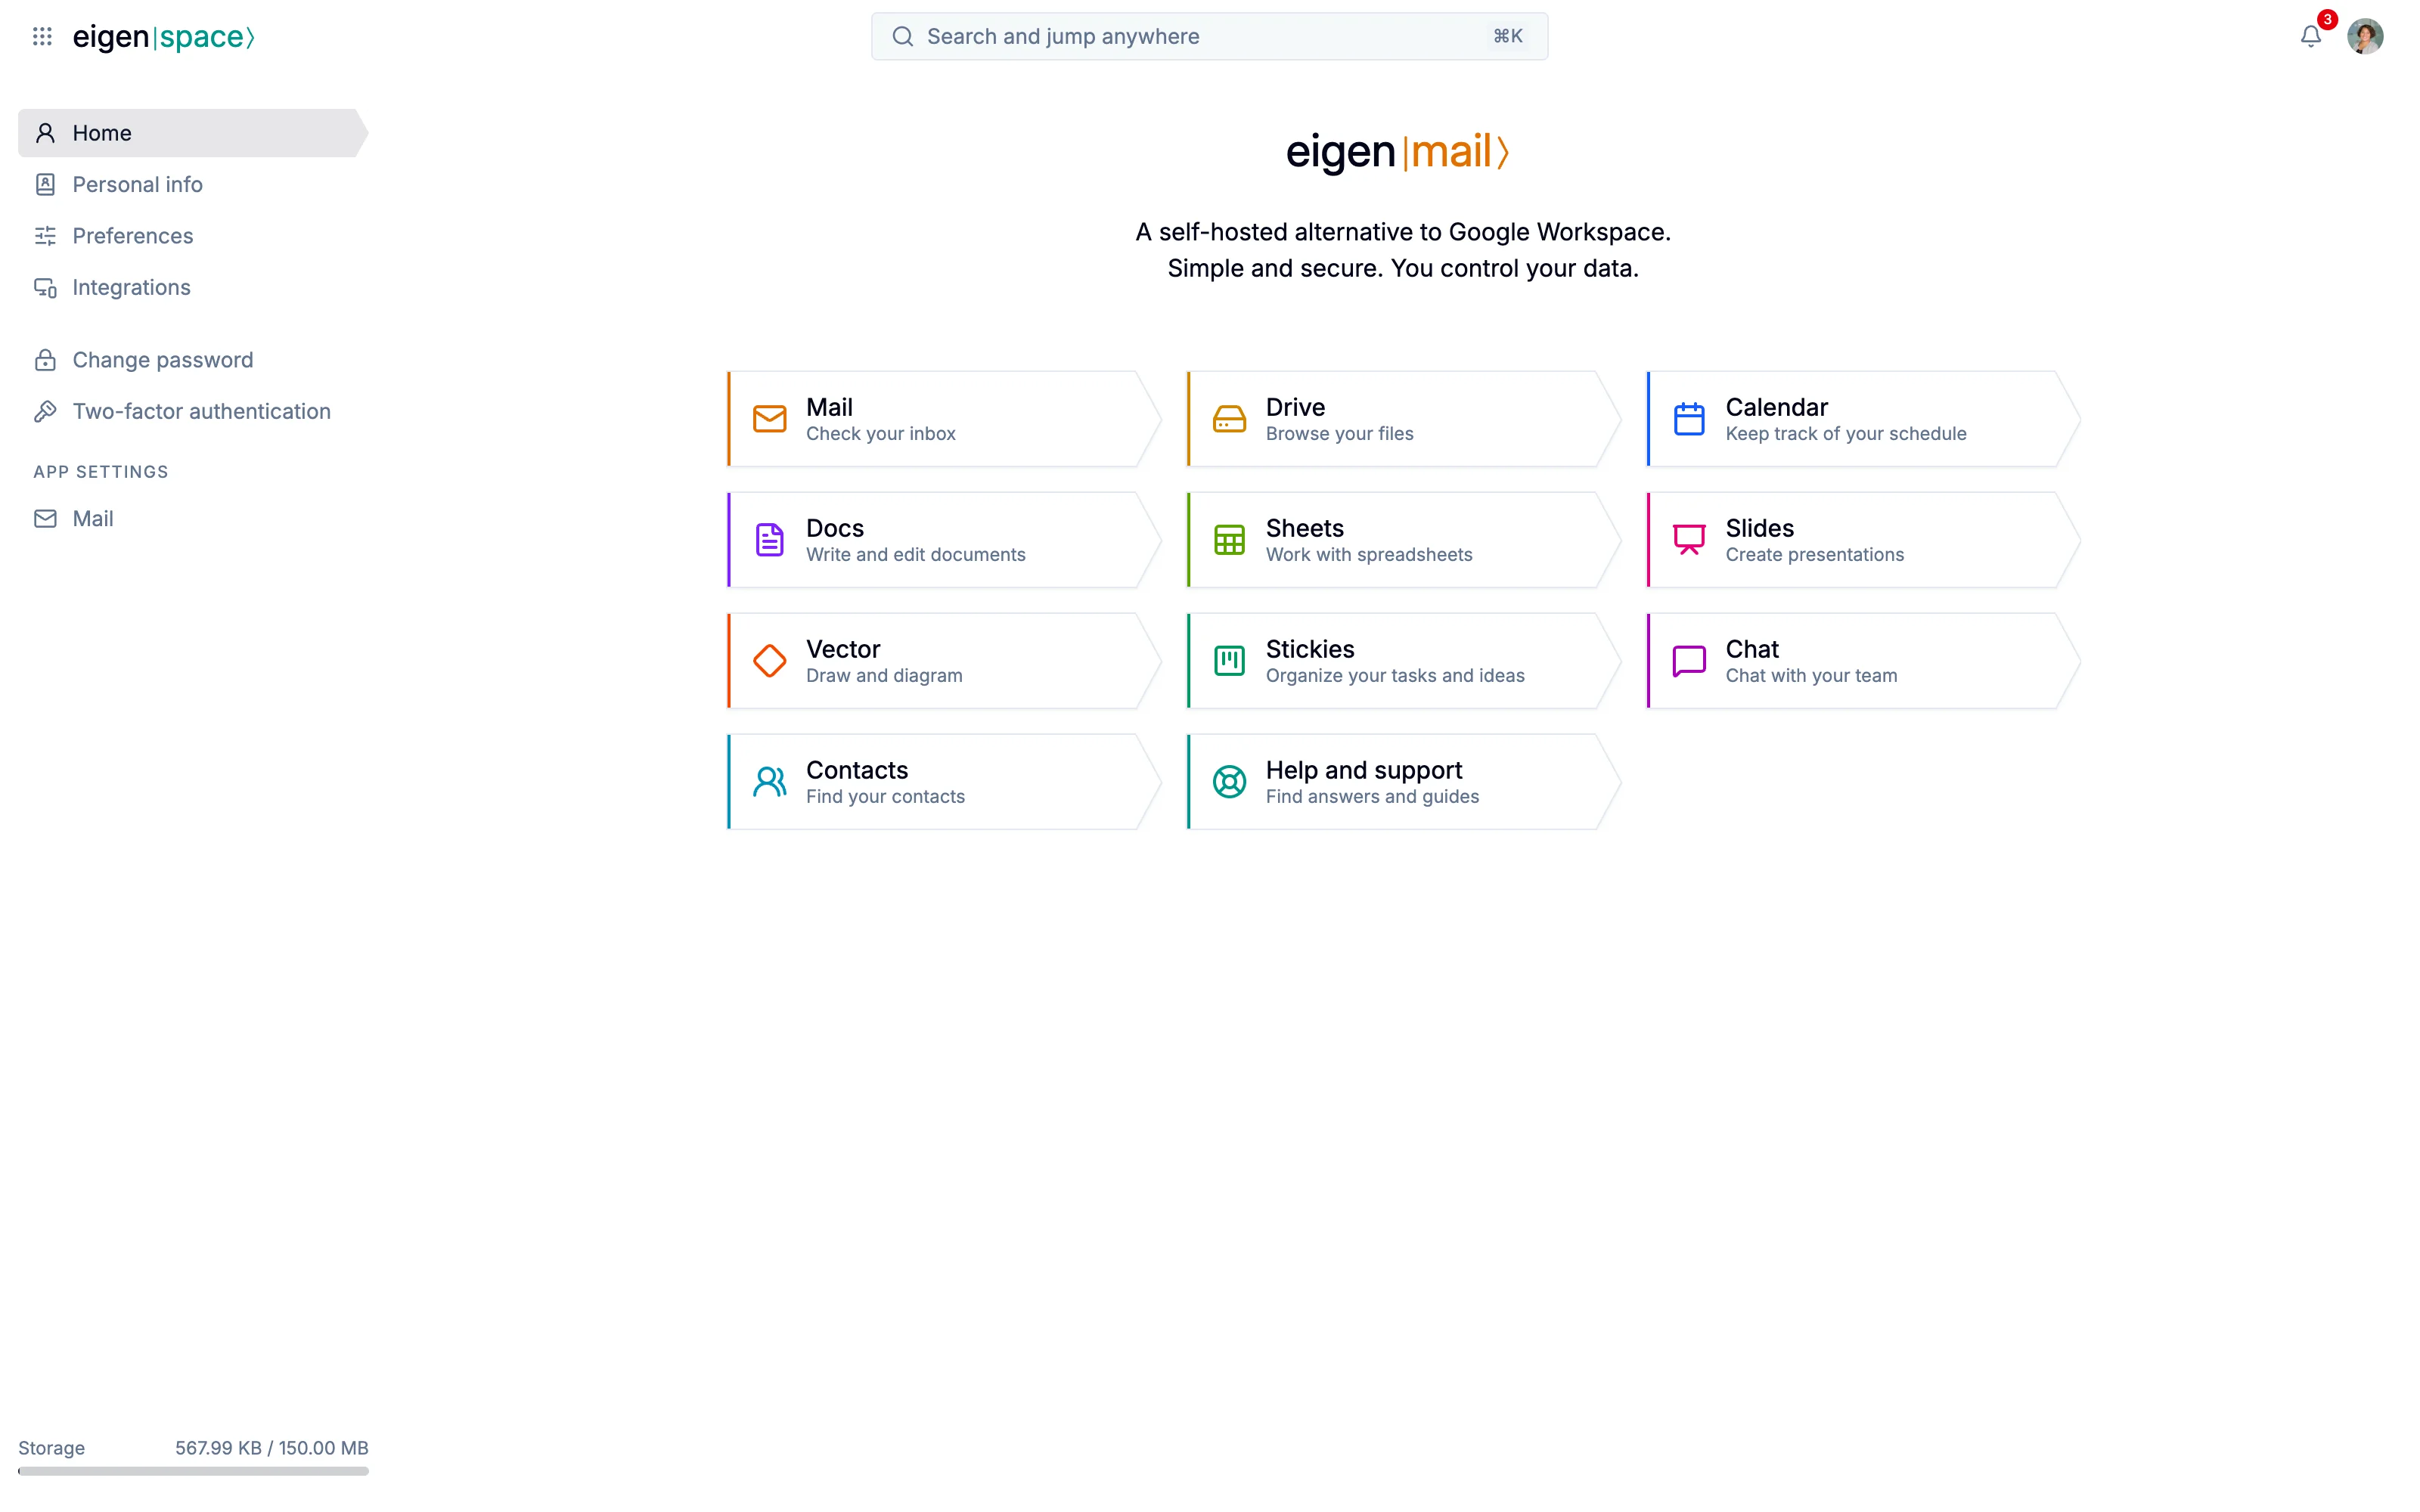 eigen|space⟩
Search and jump anywhere ⌘K
3
Home
Personal info
Preferences
Integrations
Change password
Two-factor authentication
APP SETTINGS
Mail
eigen|mail⟩
A self-hosted alternative to Google Workspace.
Simple and secure. You control your data.
Mail
Check your inbox
Drive
Browse your files
Calendar
Keep track of your schedule
Docs
Write and edit documents
Sheets
Work with spreadsheets
Slides
Create presentations
Vector
Draw and diagram
Stickies
Organize your tasks and ideas
Chat
Chat with your team
Contacts
Find your contacts
Help and support
Find answers and guides
Storage 567.99 KB / 150.00 MB